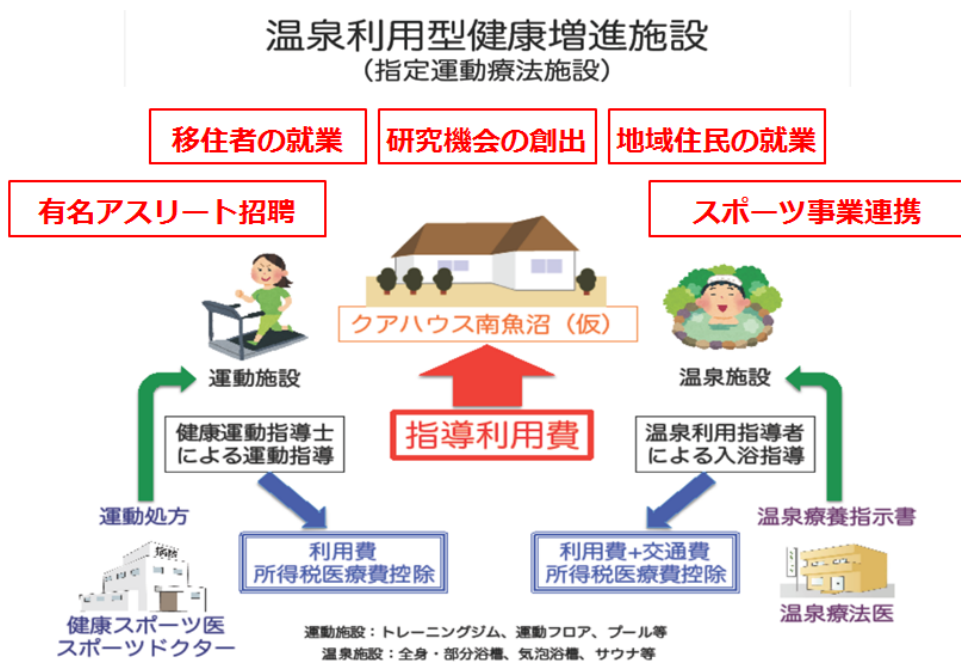 温泉利用型健康増進施設
(指定運動療法施設)
移住者の就業
研究機会の創出
地域住民の就業
有名アスリート招聘
スポーツ事業連携
クアハウス南魚沼（仮）
運動施設
温泉施設
指導利用費
健康運動指導士
による運動指導
温泉利用指導者
による入浴指導
運動処方
温泉療養指示書
利用費
所得税医療費控除
利用費+交通費
所得税医療費控除
病院
健康スポーツ医
スポーツドクター
温泉療法医
運動施設：トレーニングジム、運動フロア、プール等
温泉施設：全身・部分浴槽、気泡浴槽、サウナ等